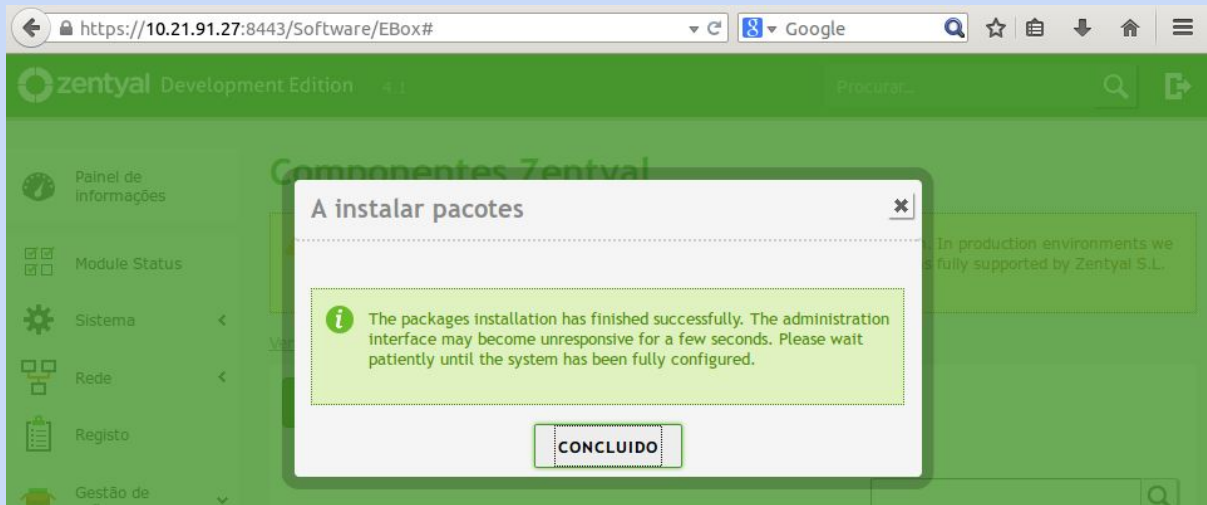 https://10.21.91.27:8443/Software/EBox#
Google
zentyal Development Edition 4.1
Procurar...
Componentes Zentyal
Painel de
informações
Module Status
Sistema
Rede
Registo
Gestão de
A instalar pacotes
. In production environments we
s fully supported by Zentyal S.L.
The packages installation has finished successfully. The administration
interface may become unresponsive for a few seconds. Please wait
patiently until the system has been fully configured.
CONCLUIDO